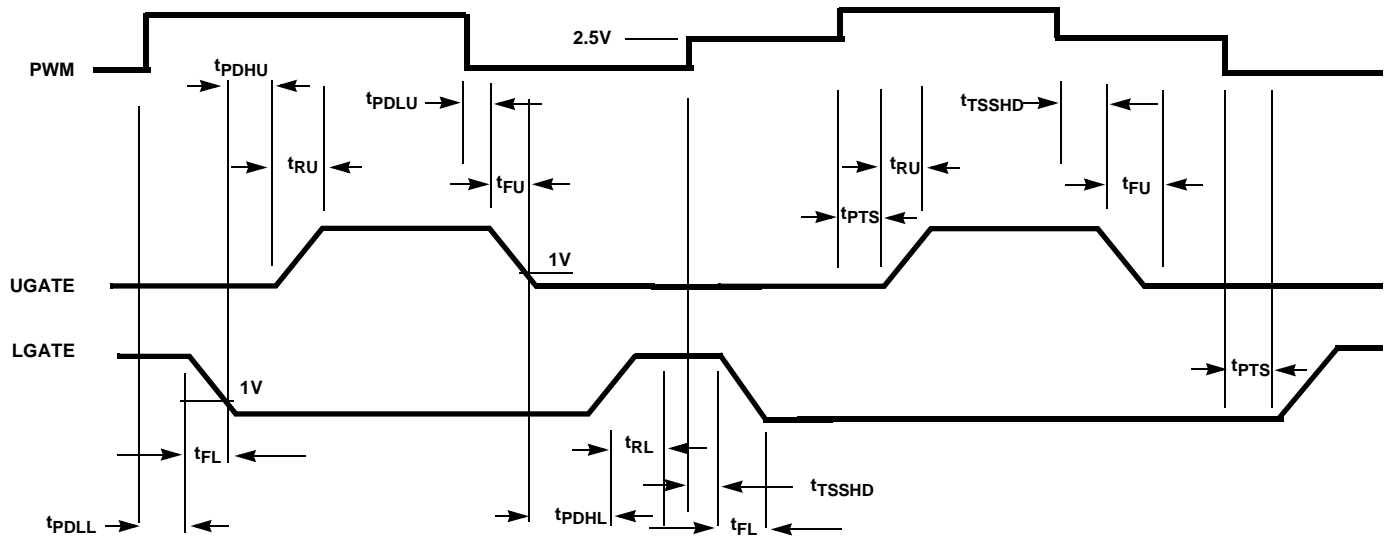 2.5V
PWM
tPDHU
tPDLU
tTSSHD
tRU
tFU
tRU
tFU
tPTS
1V
UGATE
LGATE
tPTS
1V
tRL
tFL
tTSSHD
tPDLL
tPDHL
tFL